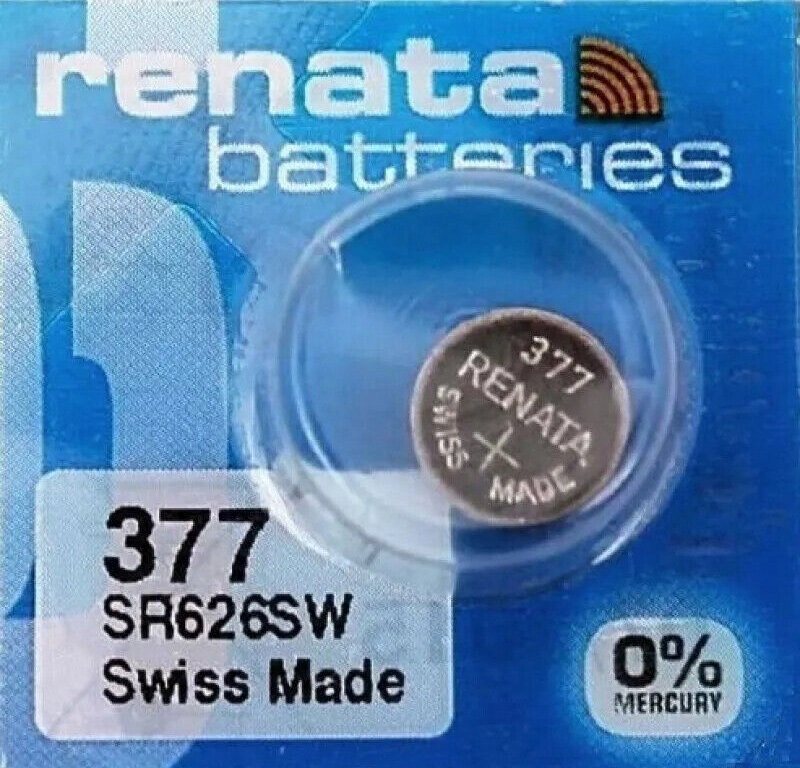 renata
batteries
377
RENATA
SWISS
+
MADE
377
SR626SW
Swiss Made
0%
MERCURY